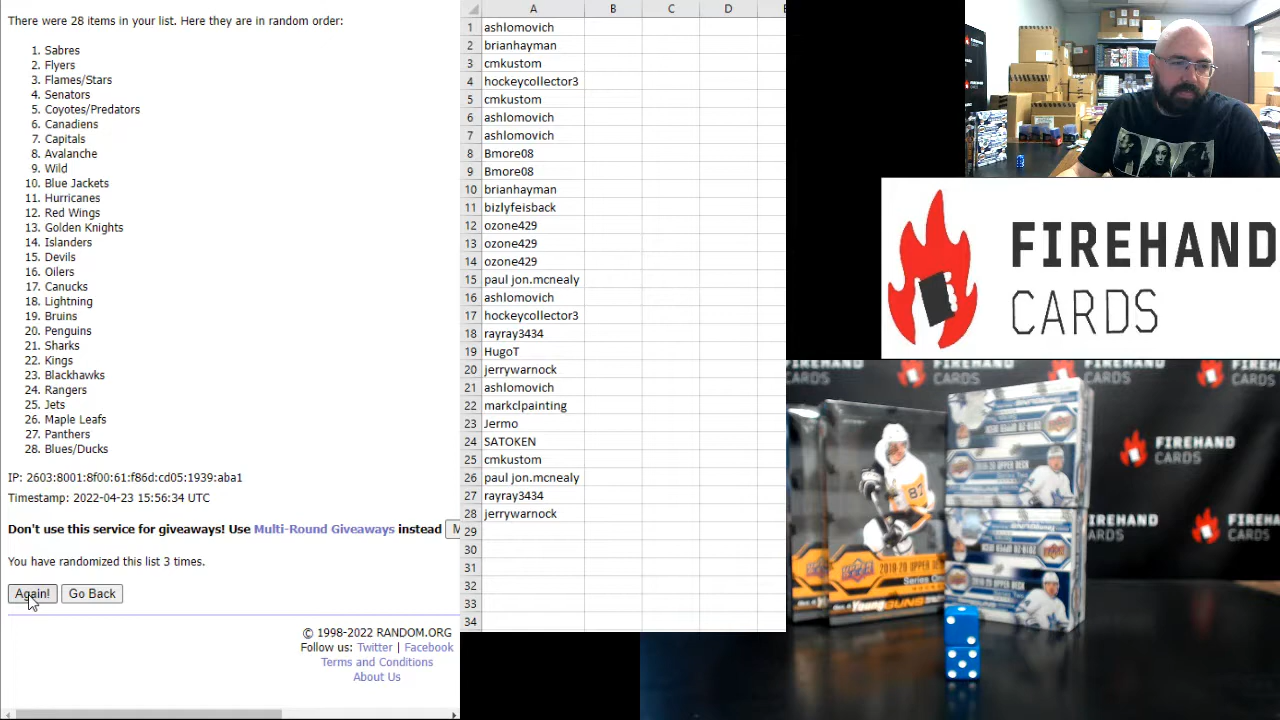 There were 28 items in your list. Here they are in random order:
1. Sabres
2. Flyers
3. Flames/Stars
4. Senators
5. Coyotes/Predators
6. Canadiens
7. Capitals
8. Avalanche
9. Wild
10. Blue Jackets
11. Hurricanes
12. Red Wings
13. Golden Knights
14. Islanders
15. Devils
16. Oilers
17. Canucks
18. Lightning
19. Bruins
20. Penguins
21. Sharks
22. Kings
23. Blackhawks
24. Rangers
25. Jets
26. Maple Leafs
27. Panthers
28. Blues/Ducks
IP: 2603:8001:8f00:61:f86d:cd05:1939:aba1
Timestamp: 2022-04-23 15:56:34 UTC
Don't use this service for giveaways! Use Multi-Round Giveaways instead
You have randomized this list 3 times.
Again! Go Back
© 1998-2022 RANDOM.ORG
Follow us: Twitter | Facebook
Terms and Conditions
About Us
A B C D
1 ashlomovich
2 brianhayman
3 cmkustom
4 hockeycollector3
5 cmkustom
6 ashlomovich
7 ashlomovich
8 Bmore08
9 Bmore08
10 brianhayman
11 bizlyfeisback
12 ozone429
13 ozone429
14 ozone429
15 paul jon.mcnealy
16 ashlomovich
17 hockeycollector3
18 rayray3434
19 HugoT
20 jerrywarnock
21 ashlomovich
22 markclpainting
23 Jermo
24 SATOKEN
25 cmkustom
26 paul jon.mcnealy
27 rayray3434
28 jerrywarnock
29
30
31
32
33
34
FIREHAND
CARDS
FIREHAND
CARDS
FIREHAND
CARDS
FIREHAND
CARDS
87
2019-20 UPPER DECK
Young GUNS